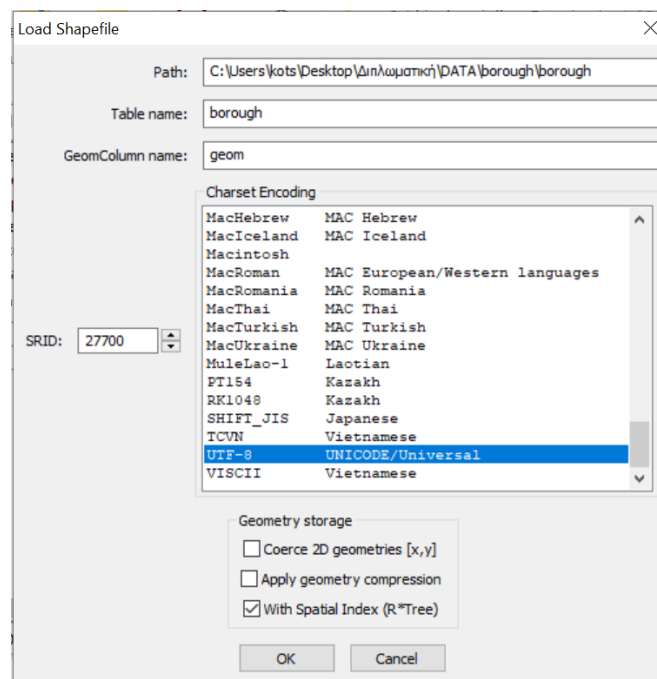 Load Shapefile
Path: C:\Users\kots\Desktop\Διπλωματική\DATA\borough\borough
Table name: borough
GeomColumn name: geom
Charset Encoding
MacHebrew MAC Hebrew
MacIceland MAC Iceland
Macintosh
MacRoman MAC European/Western languages
MacRomania MAC Romania
MacThai MAC Thai
MacTurkish MAC Turkish
MacUkraine MAC Ukraine
MuleLao-1 Laotian
PT154 Kazakh
RK1048 Kazakh
SHIFT_JIS Japanese
TCVN Vietnamese
UTF-8 UNICODE/Universal
VISCII Vietnamese
SRID: 27700
Geometry storage
Coerce 2D geometries [x,y]
Apply geometry compression
With Spatial Index (R*Tree)
OK Cancel